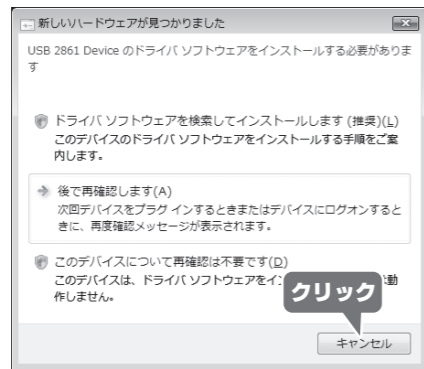 新しいハードウェアが見つかりました
USB 2861 Device のドライバ ソフトウェアをインストールする必要がありま
す
ドライバ ソフトウェアを検索してインストールします (推奨)(L)
このデバイスのドライバ ソフトウェアをインストールする手順をご案
内します。
後で再確認します(A)
次回デバイスをプラグ インするときまたはデバイスにログオンすると
きに、再度確認メッセージが表示されます。
このデバイスについて再確認は不要です(D)
このデバイスは、ドライバ ソフトウェアをイ 動
作しません。
クリック
キャンセル